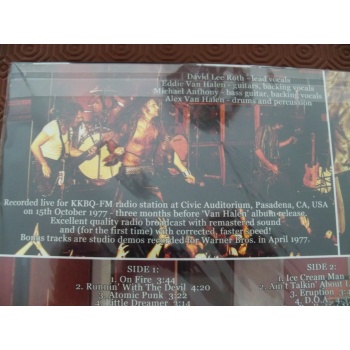 David Lee Roth - lead vocals
Eddie Van Halen - guitars, backing vocals
Michael Anthony - bass guitar, backing vocals
Alex Van Halen - drums and percussion
Recorded live for KKBQ-FM radio station at Civic Auditorium, Pasadena, CA, USA
on 15th October 1977 - three months before 'Van Halen' album release.
Excellent quality radio broadcast with remastered sound
and (for the first time) with corrected, faster speed!
Bonus tracks are studio demos recorded for Warner Bros. in April 1977.
SIDE 1:
1. On Fire 3:44
2. Runnin' With The Devil 4:20
3. Atomic Punk 3:22
4. Little Dreamer
SIDE 2:
1. Ice Cream Man
2. Ain't Talkin' About L
3. Eruption
4. D.O.A.